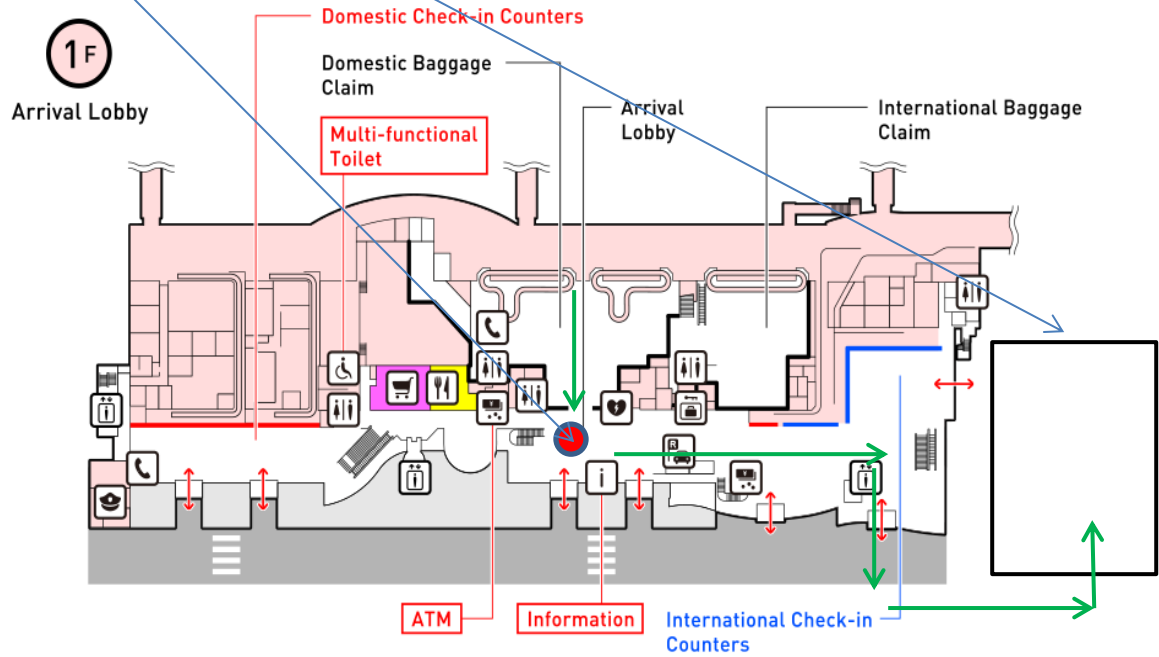 1F
Arrival Lobby
Domestic Check-in Counters
Domestic Baggage
Claim
Arrival
Lobby
International Baggage
Claim
Multi-functional
Toilet
R
i
ATM
Information
International Check-in
Counters